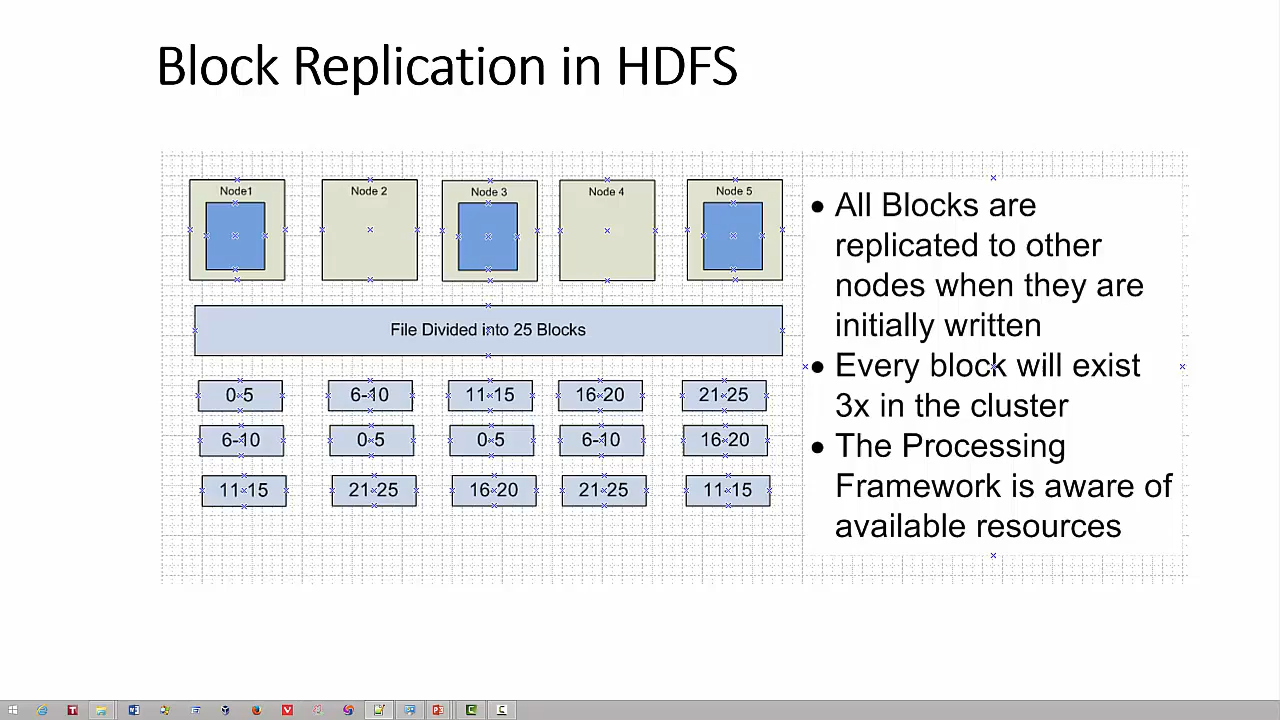 Block Replication in HDFS
Node1
Node 2
Node 3
Node 4
Node 5
File Divided into 25 Blocks
0-5
6-10
11-15
16-20
21-25
6-10
0-5
0-5
6-10
16-20
11-15
21-25
16-20
21-25
11-15
• All Blocks are
replicated to other
nodes when they are
initially written
• Every block will exist
3x in the cluster
• The Processing
Framework is aware of
available resources